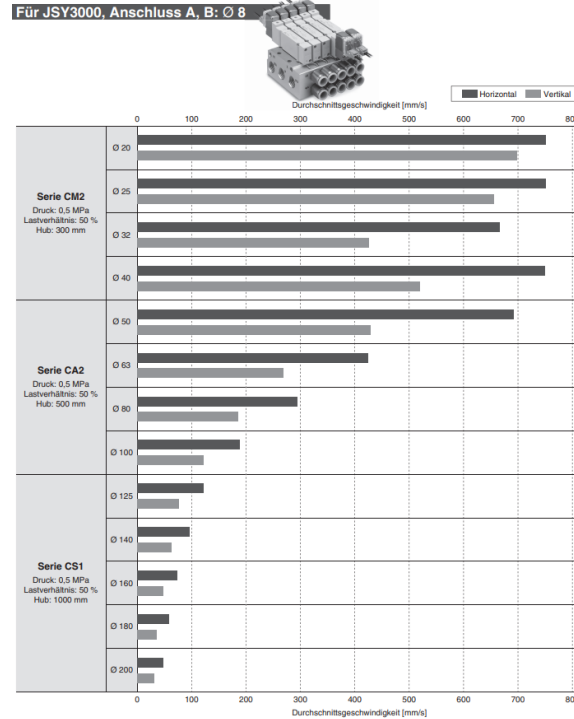 Für JSY3000, Anschluss A, B: Ø 8
Horizontal
Vertikal
Durchschnittsgeschwindigkeit [mm/s]
0 100 200 300 400 500 600 700 800
Serie CM2
Druck: 0,5 MPa
Lastverhältnis: 50 %
Hub: 300 mm
Ø 20
Ø 25
Ø 32
Ø 40
Serie CA2
Druck: 0,5 MPa
Lastverhältnis: 50 %
Hub: 500 mm
Ø 50
Ø 63
Ø 80
Ø 100
Serie CS1
Druck: 0,5 MPa
Lastverhältnis: 50 %
Hub: 1000 mm
Ø 125
Ø 140
Ø 160
Ø 180
Ø 200
0 100 200 300 400 500 600 700 800
Durchschnittsgeschwindigkeit [mm/s]